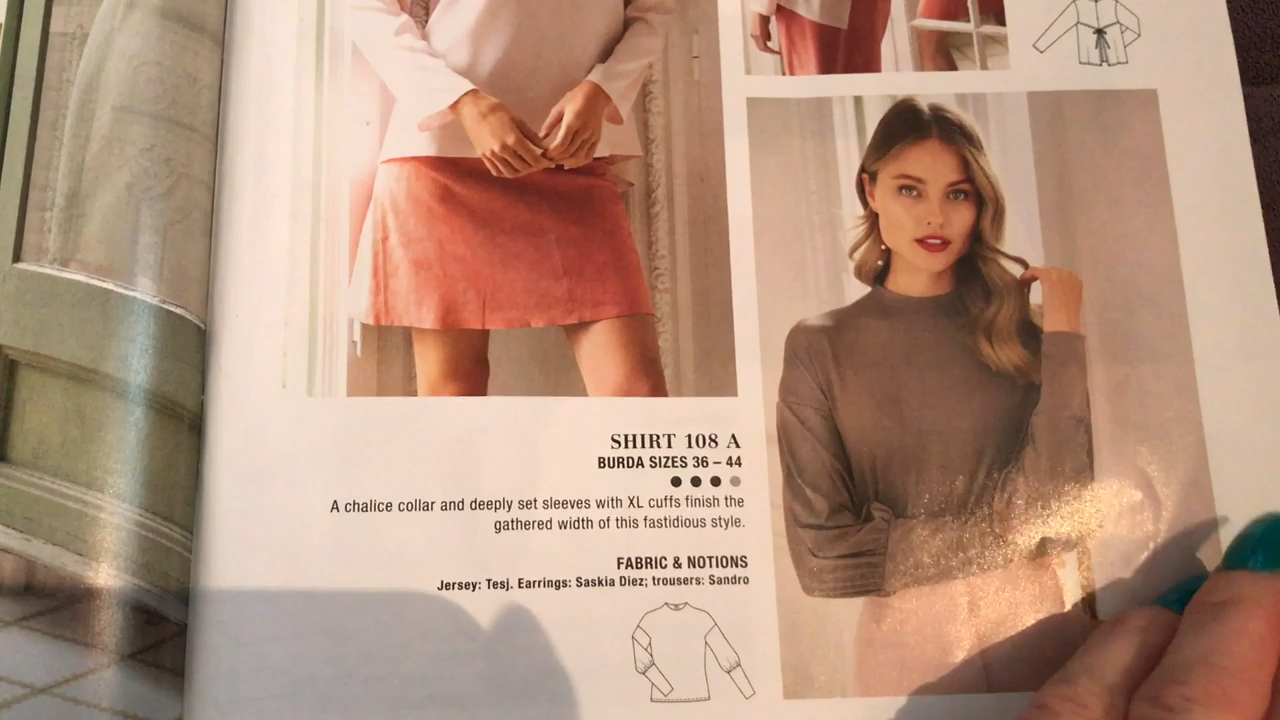 SHIRT 108 A
BURDA SIZES 36 – 44
A chalice collar and deeply set sleeves with XL cuffs finish the
gathered width of this fastidious style.
FABRIC & NOTIONS
Jersey: Tesj. Earrings: Saskia Diez; trousers: Sandro